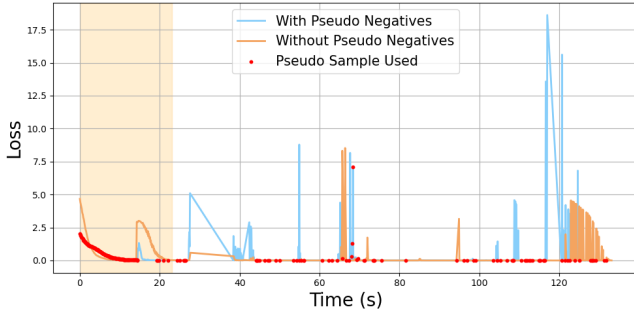 With Pseudo Negatives
Without Pseudo Negatives
Pseudo Sample Used
Loss
17.5
15.0
12.5
10.0
7.5
5.0
2.5
0.0
0 20 40 60 80 100 120
Time (s)